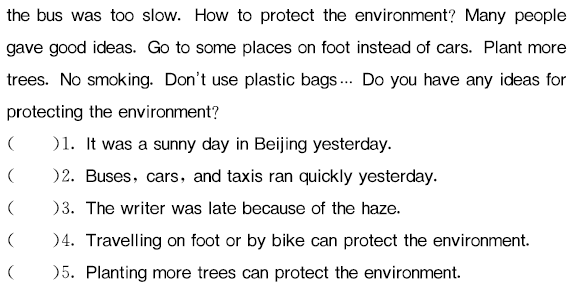 the bus was too slow. How to protect the environment? Many people
gave good ideas. Go to some places on foot instead of cars. Plant more
trees. No smoking. Don't use plastic bags… Do you have any ideas for
protecting the environment?
(    )1. It was a sunny day in Beijing yesterday.
(    )2. Buses, cars, and taxis ran quickly yesterday.
(    )3. The writer was late because of the haze.
(    )4. Travelling on foot or by bike can protect the environment.
(    )5. Planting more trees can protect the environment.